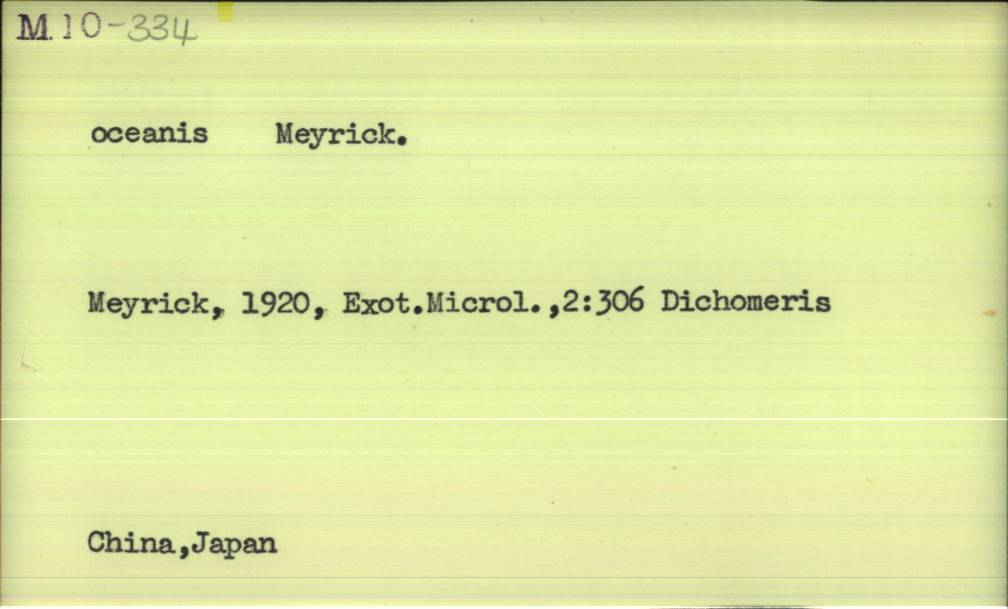 M.10-334
oceanis Meyrick.
Meyrick, 1920, Exot.Microl.,2:306 Dichomeris
China,Japan